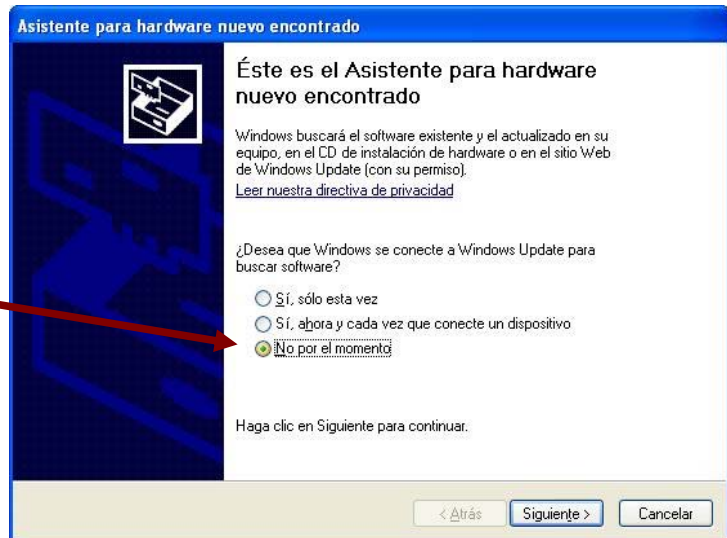 Asistente para hardware nuevo encontrado
Éste es el Asistente para hardware
nuevo encontrado
Windows buscará el software existente y el actualizado en su
equipo, en el CD de instalación de hardware o en el sitio Web
de Windows Update (con su permiso).
Leer nuestra directiva de privacidad
¿Desea que Windows se conecte a Windows Update para
buscar software?
Sí, sólo esta vez
Sí, ahora y cada vez que conecte un dispositivo
No por el momento
Haga clic en Siguiente para continuar.
< Atrás Siguiente > Cancelar